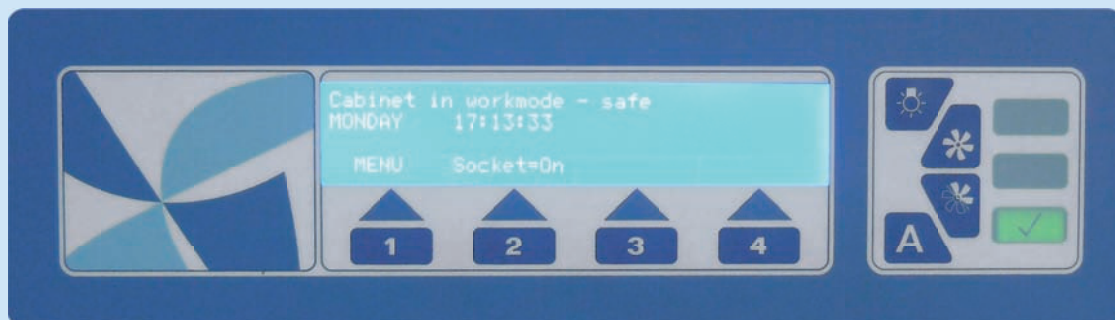 Cabinet in workmode - safe
MONDAY 17:13:33
MENU Socket=On
1 2 3 4
A